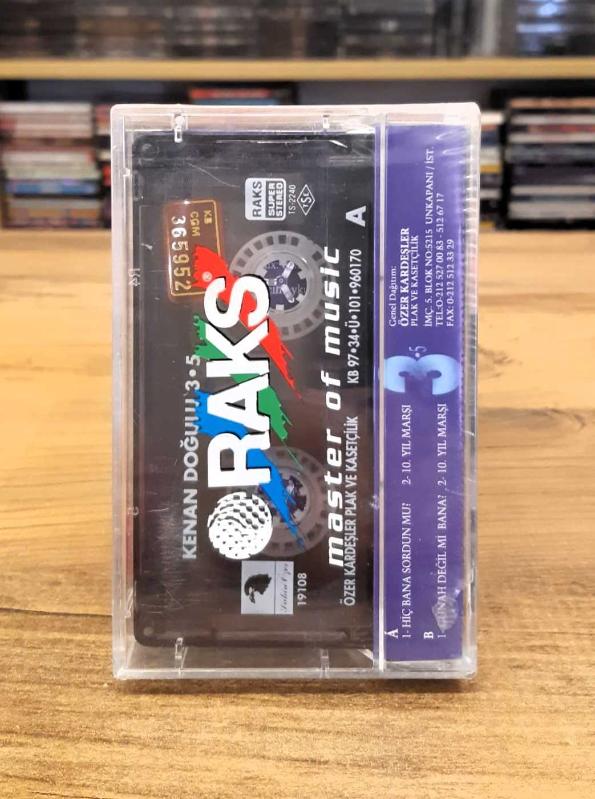 KENAN DOĞULU 3•5
KB
CGM
365952
RAKS
SUPER
STEREO
TS-2240
TSE
A
RAKS
®
master of music
ÖZER KARDEŞLER PLAK VE KASETÇİLİK KB 97•34•Ü•101•960170
19108
Genel Dağıtım:
ÖZER KARDEŞLER
PLAK VE KASETÇİLİK
İMÇ. 5. BLOK NO:5215 UNKAPANI / İST.
TEL:0-212 527 00 83 - 512 67 17
FAX: 0-212 512 33 29
3•5
A
1- HİÇ BANA SORDUN MU? 2- 10. YIL MARŞI
B
1- GÜNAH DEĞİL Mİ BANA? 2- 10. YIL MARŞI